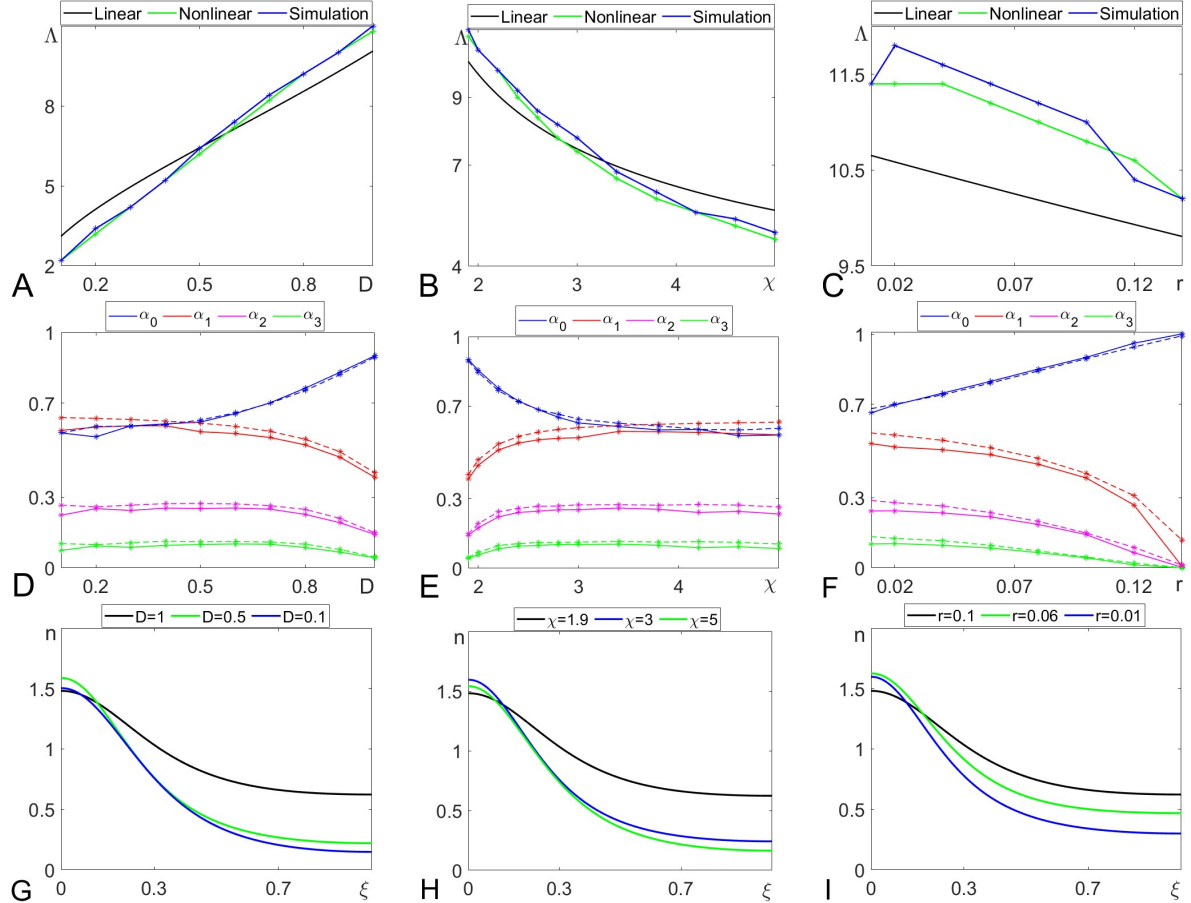 Linear Nonlinear Simulation
Λ
8
5
2
0.2 0.5 0.8 D
A
Linear Nonlinear Simulation
Λ
9
7
4
2 3 4 χ
B
Linear Nonlinear Simulation
Λ
11.5
10.5
9.5
0.02 0.07 0.12 r
C
α0 α1 α2 α3
1
0.7
0.3
0
0.2 0.5 0.8 D
D
α0 α1 α2 α3
1
0.7
0.3
0
2 3 4 χ
E
α0 α1 α2 α3
1
0.7
0.3
0
0.02 0.07 0.12 r
F
D=1 D=0.5 D=0.1
n
1.5
1
0.5
0
0 0.3 0.7 ξ
G
χ=1.9 χ=3 χ=5
n
1.5
1
0.5
0
0 0.3 0.7 ξ
H
r=0.1 r=0.06 r=0.01
n
1.5
1
0.5
0
0 0.3 0.7 ξ
I